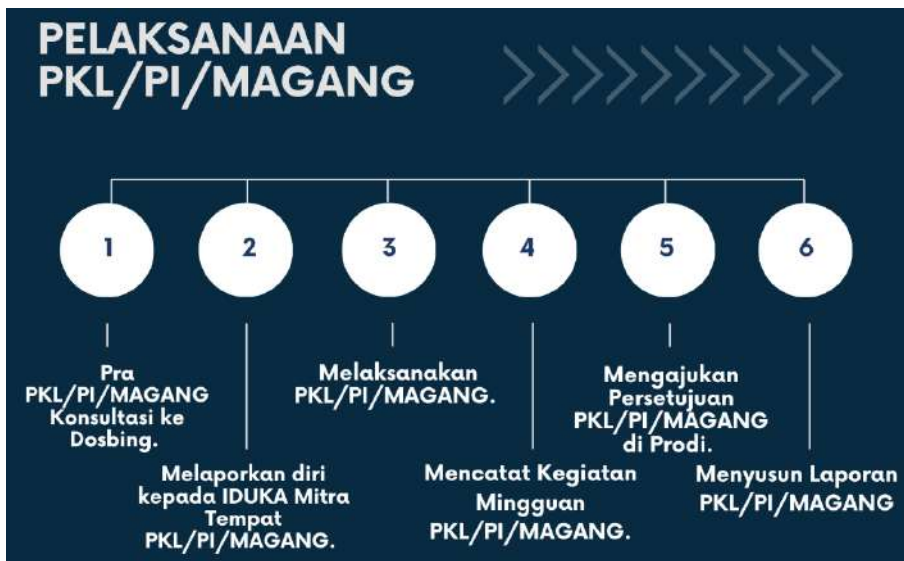 PELAKSANAAN
PKL/PI/MAGANG
1
2
3
4
5
6
Pra
PKL/PI/MAGANG
Konsultasi ke
Dosbing.
Melaporkan diri
kepada IDUKA Mitra
Tempat
PKL/PI/MAGANG.
Melaksanakan
PKL/PI/MAGANG.
Mencatat Kegiatan
Mingguan
PKL/PI/MAGANG.
Mengajukan
Persetujuan
PKL/PI/MAGANG
di Prodi.
Menyusun Laporan
PKL/PI/MAGANG